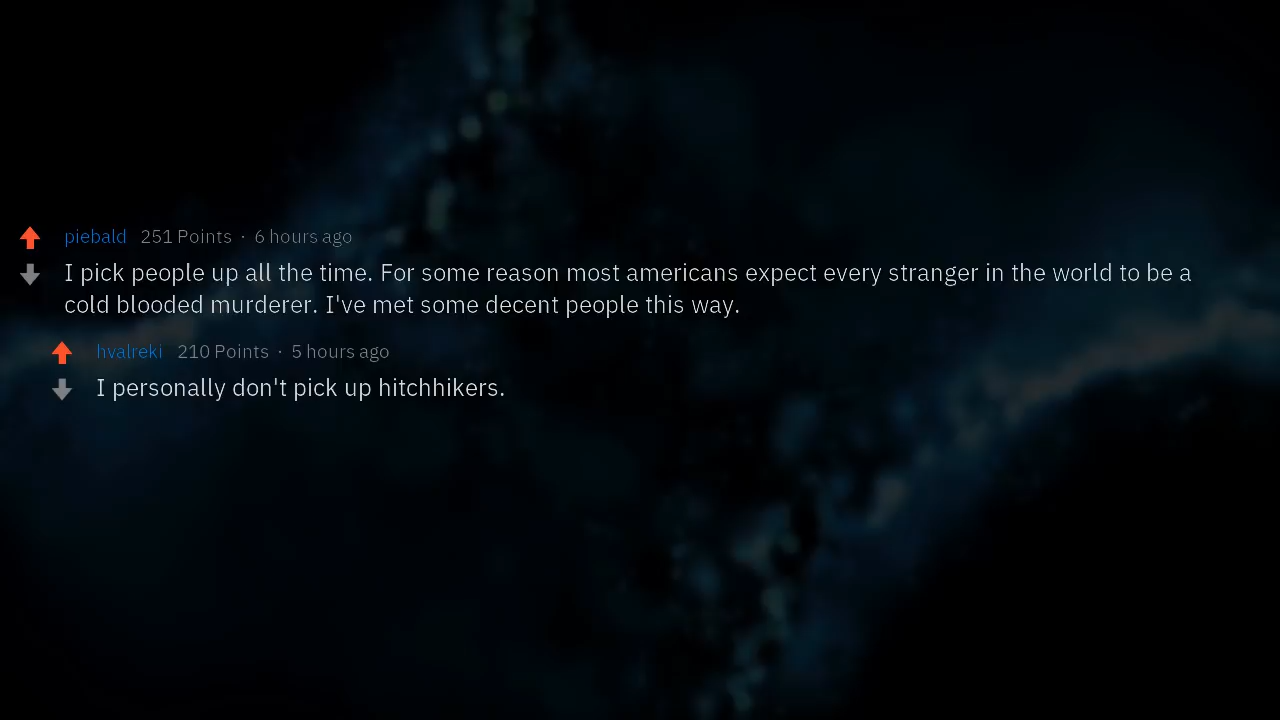 piebald 251 Points · 6 hours ago
I pick people up all the time. For some reason most americans expect every stranger in the world to be a
cold blooded murderer. I've met some decent people this way.
hvalreki 210 Points · 5 hours ago
I personally don't pick up hitchhikers.